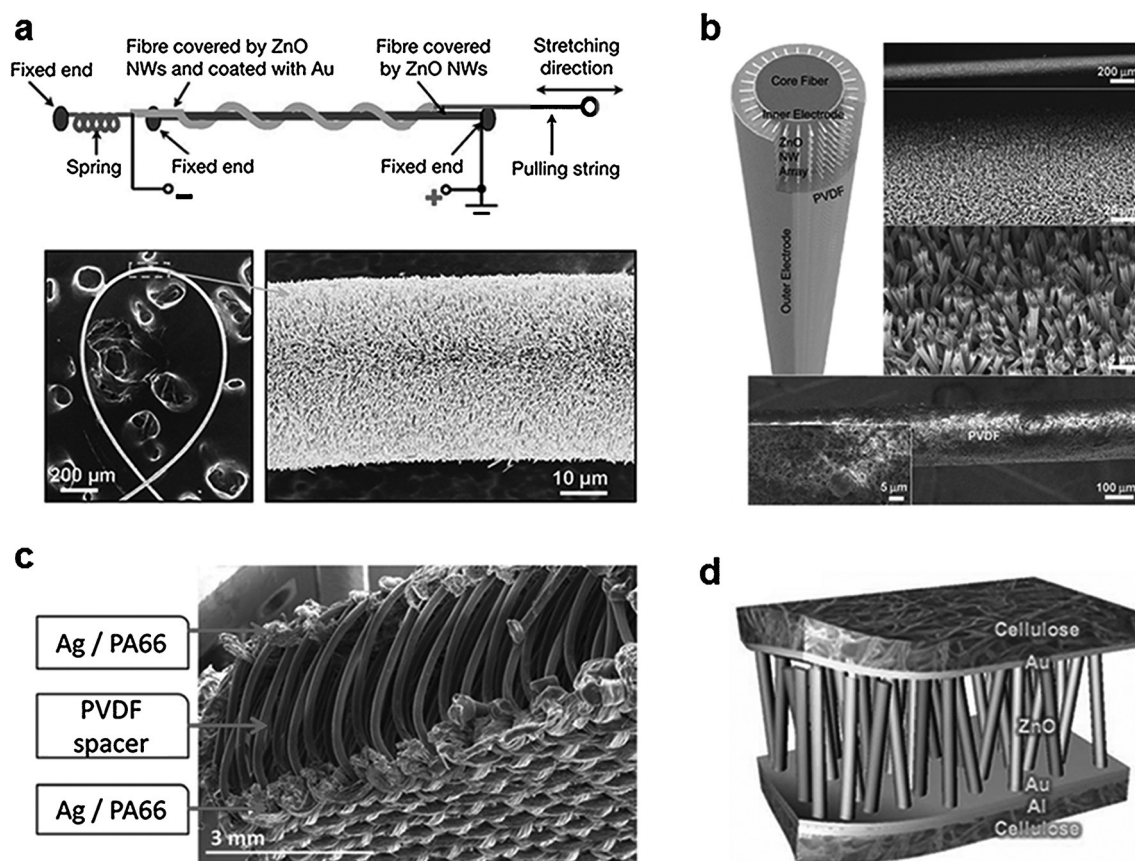 a
Fibre covered by ZnO
NWs and coated with Au
Fibre covered
by ZnO NWs
Stretching
direction
Fixed end
Spring
Fixed end
Fixed end
Pulling string
−
+
200 µm
10 µm
b
Core Fiber
Inner Electrode
ZnO
NW
Array
PVDF
Outer Electrode
200 µm
PVDF
5 µm
100 µm
c
Ag / PA66
PVDF
spacer
Ag / PA66
3 mm
d
Cellulose
Au
ZnO
Au
Al
Cellulose